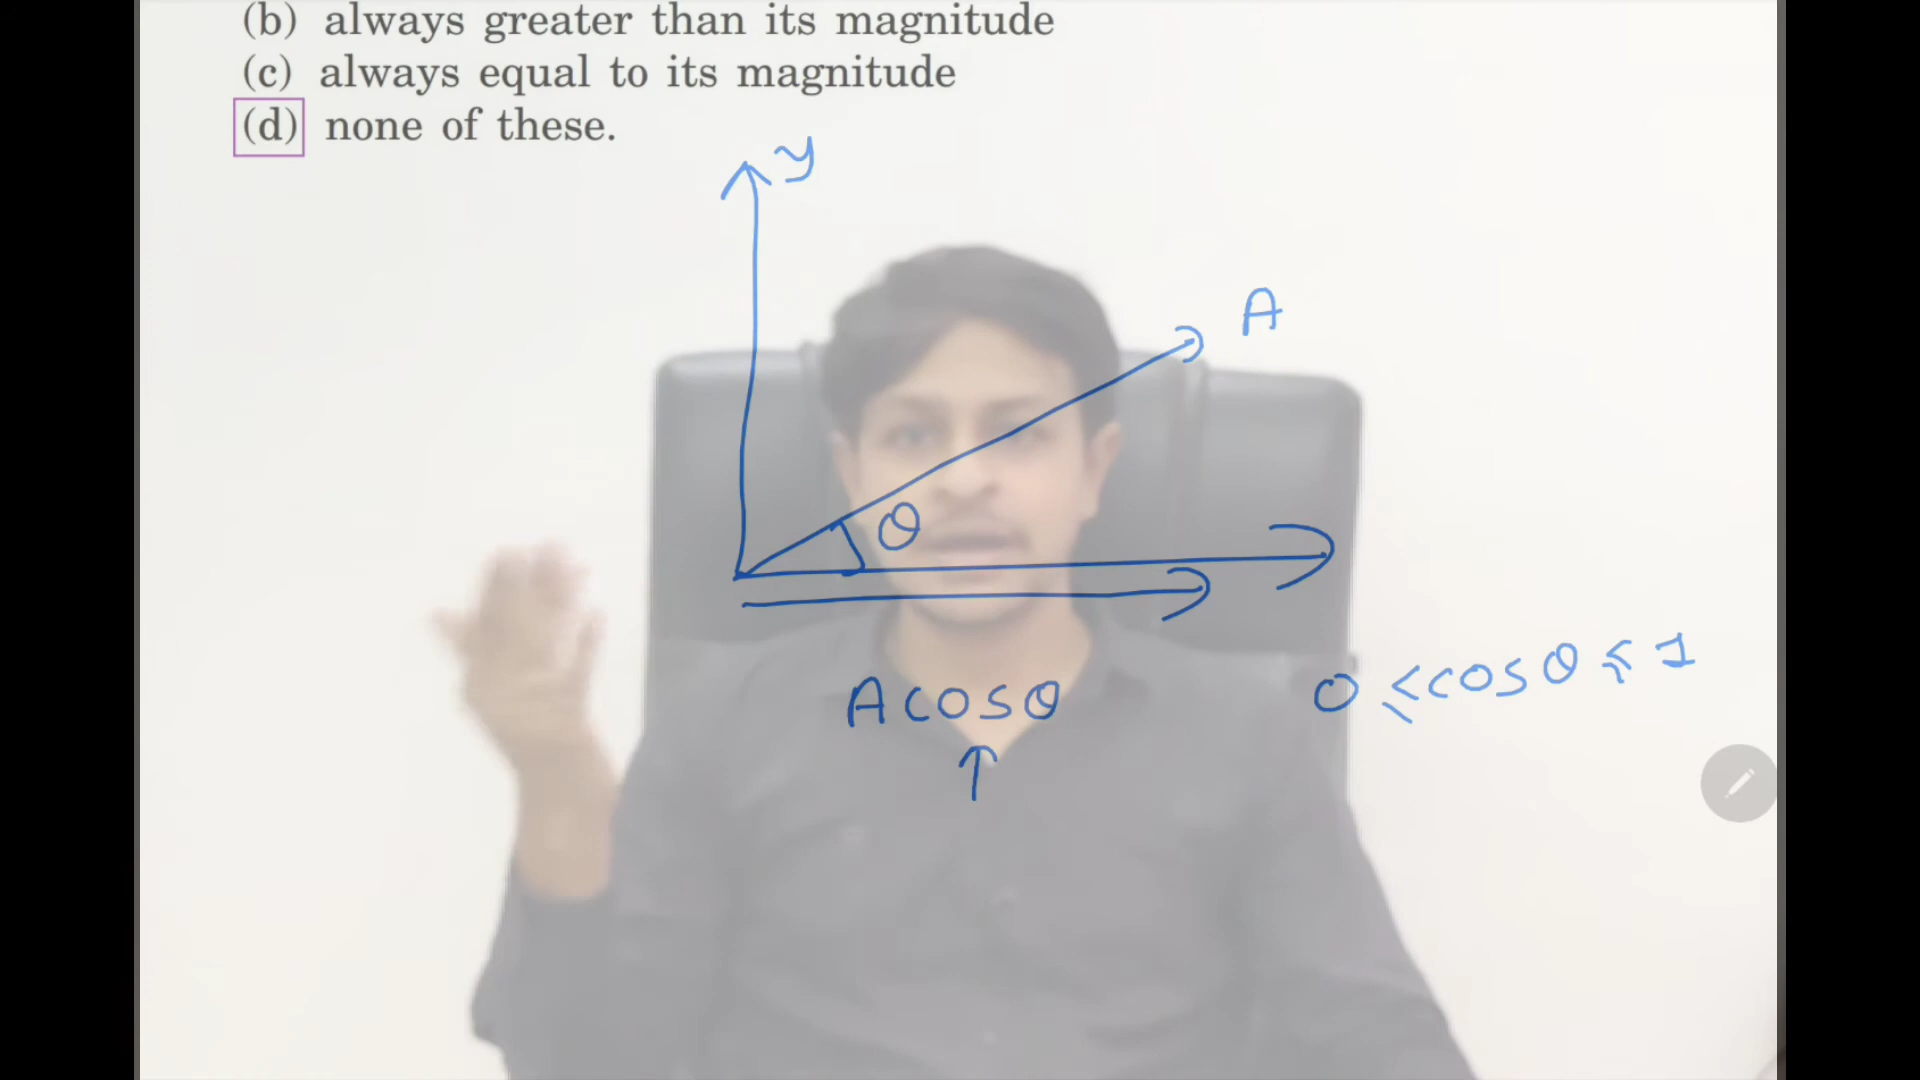 (b) always greater than its magnitude
(c) always equal to its magnitude
(d) none of these.
y
A
θ
A cos θ
0 ≤ cos θ ≤ 1